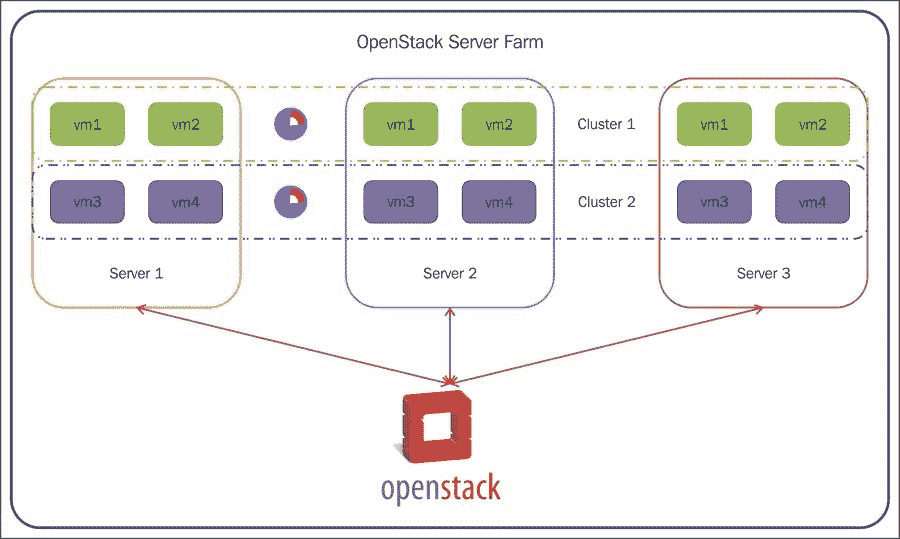 OpenStack Server Farm
vm1 vm2 vm1 vm2 Cluster 1 vm1 vm2
vm3 vm4 vm3 vm4 Cluster 2 vm3 vm4
Server 1 Server 2 Server 3
openstack